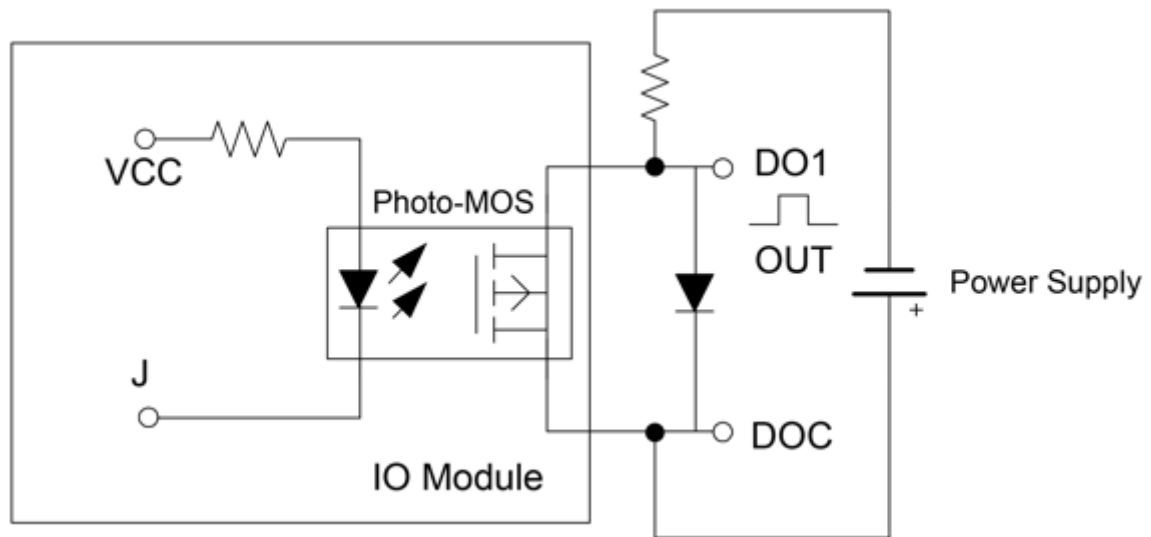 VCC
Photo-MOS
DO1
OUT
Power Supply
+
J
DOC
IO Module